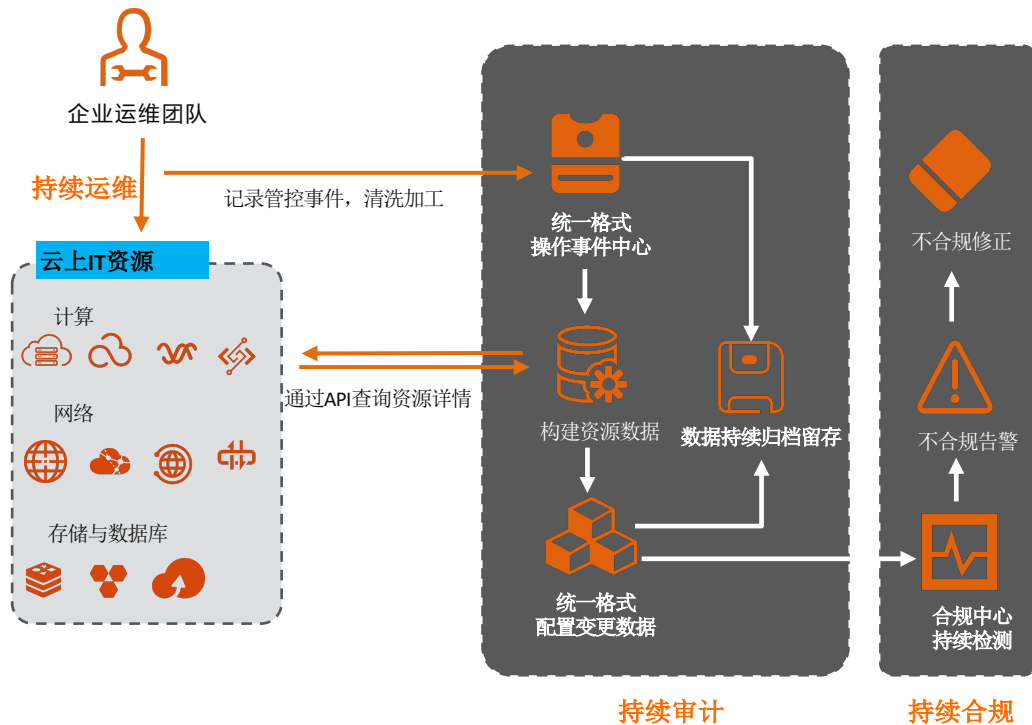 企业运维团队
持续运维
记录管控事件，清洗加工
云上IT资源
计算
网络
存储与数据库
通过API查询资源详情
统一格式
操作事件中心
构建资源数据
数据持续归档留存
统一格式
配置变更数据
持续审计
不合规修正
不合规告警
合规中心
持续检测
持续合规